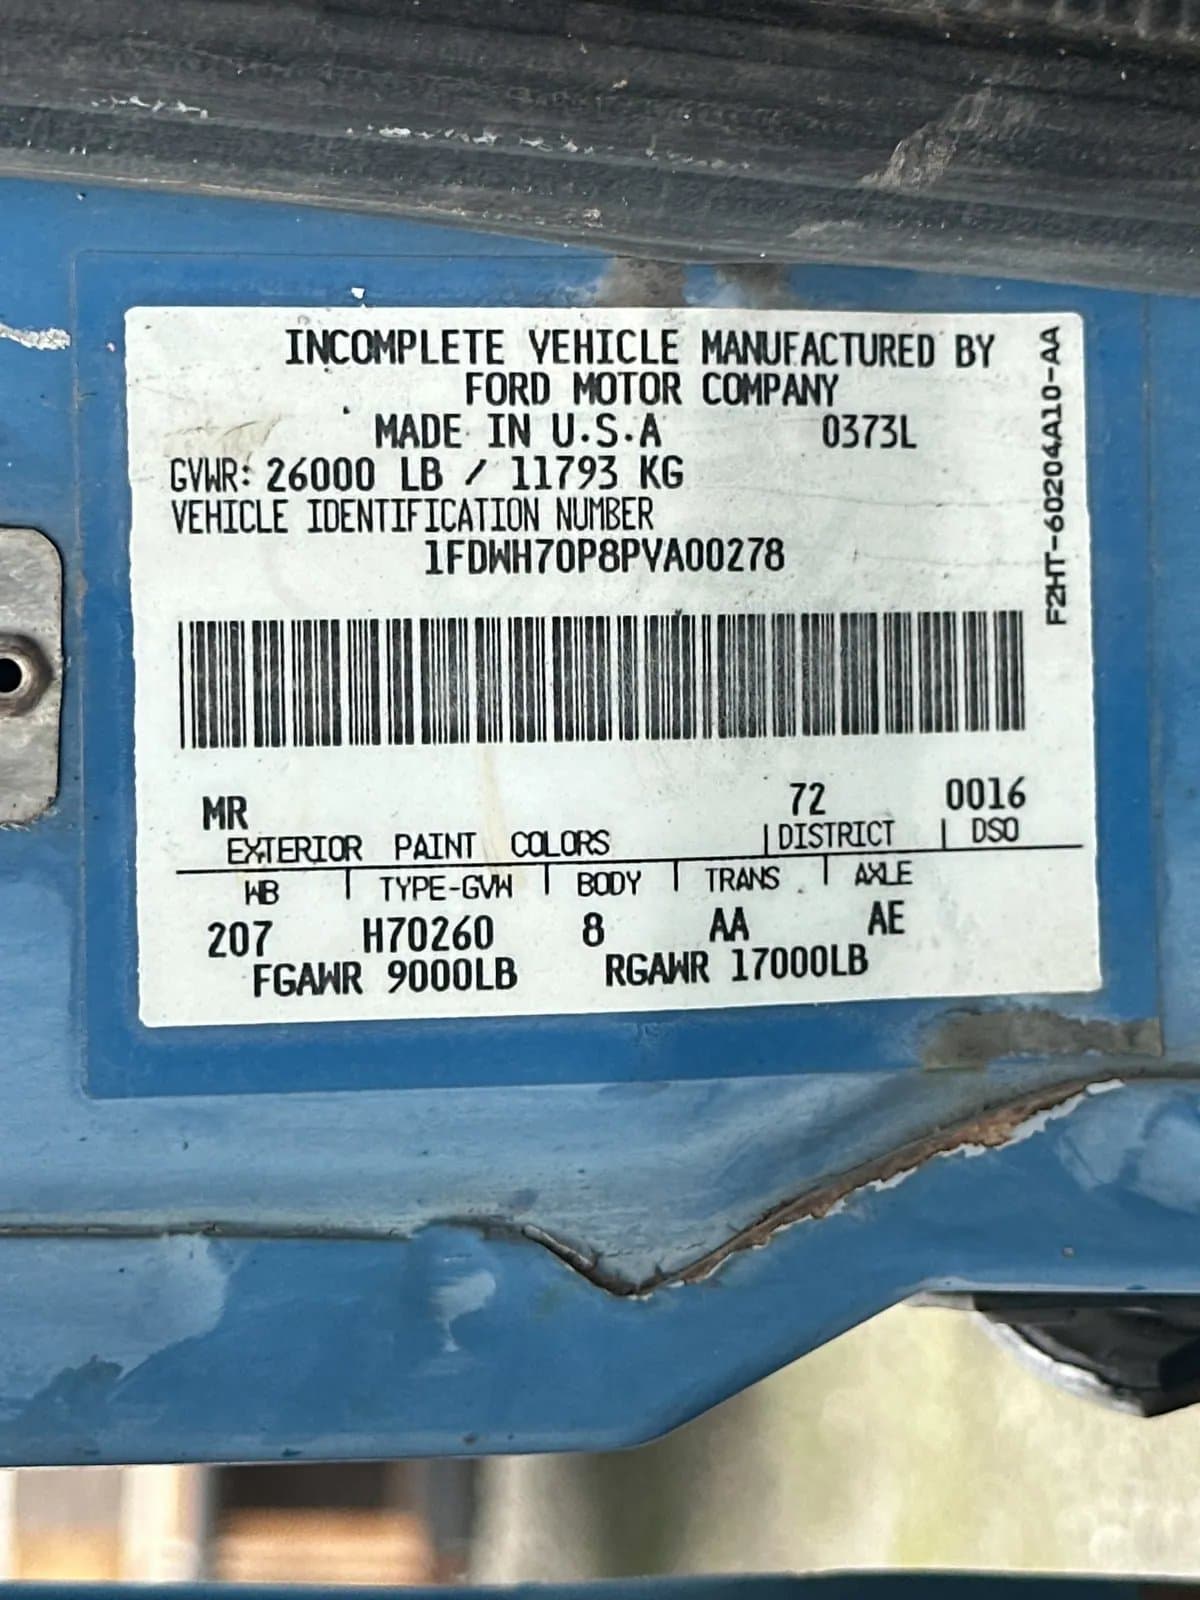 INCOMPLETE VEHICLE MANUFACTURED BY
FORD MOTOR COMPANY
MADE IN U.S.A 0373L
GVWR: 26000 LB / 11793 KG
VEHICLE IDENTIFICATION NUMBER
1FDWH70P8PVA00278
F2HT-60204A10-AA
MR 72 0016
EXTERIOR PAINT COLORS DISTRICT DSO
WB TYPE-GVW BODY TRANS AXLE
207 H70260 8 AA AE
FGAWR 9000LB RGAWR 17000LB